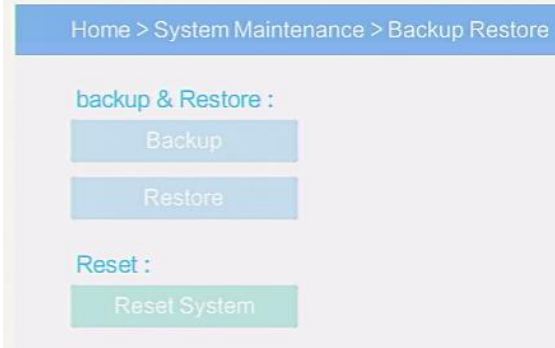 Home > System Maintenance > Backup Restore
backup & Restore :
Backup
Restore
Reset :
Reset System